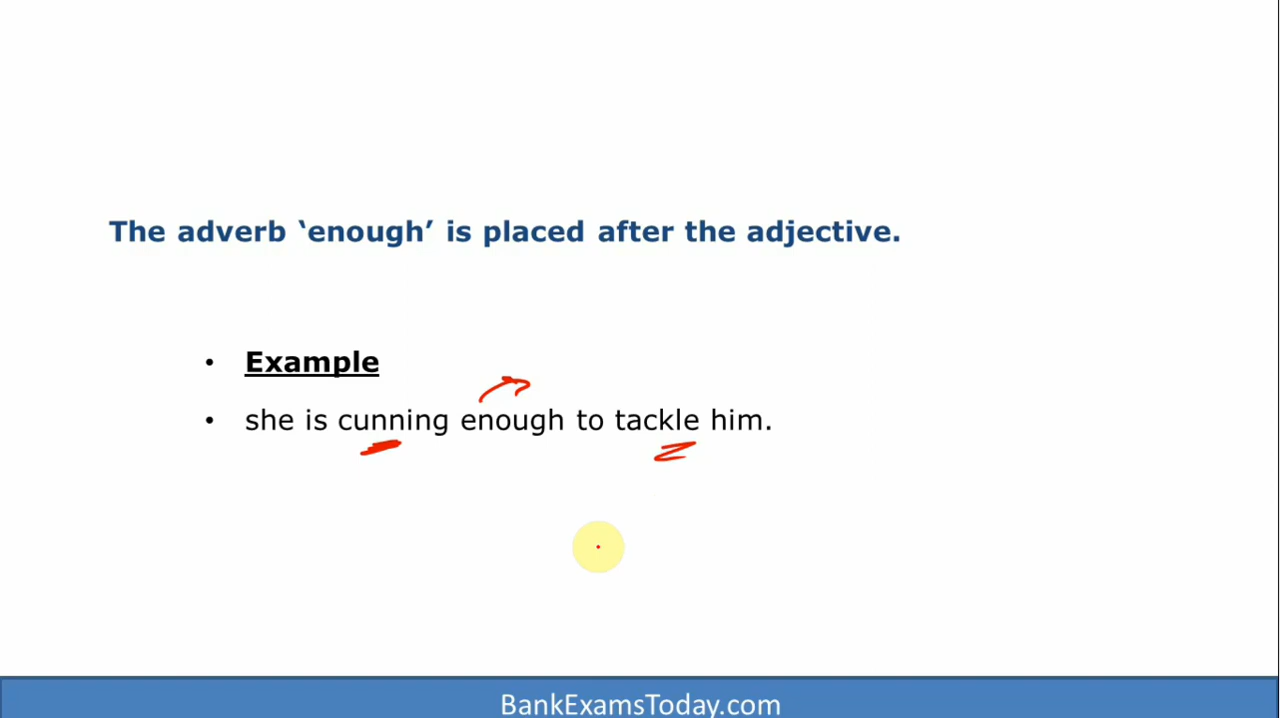 The adverb ‘enough’ is placed after the adjective.
• Example
• she is cunning enough to tackle him.
BankExamsToday.com